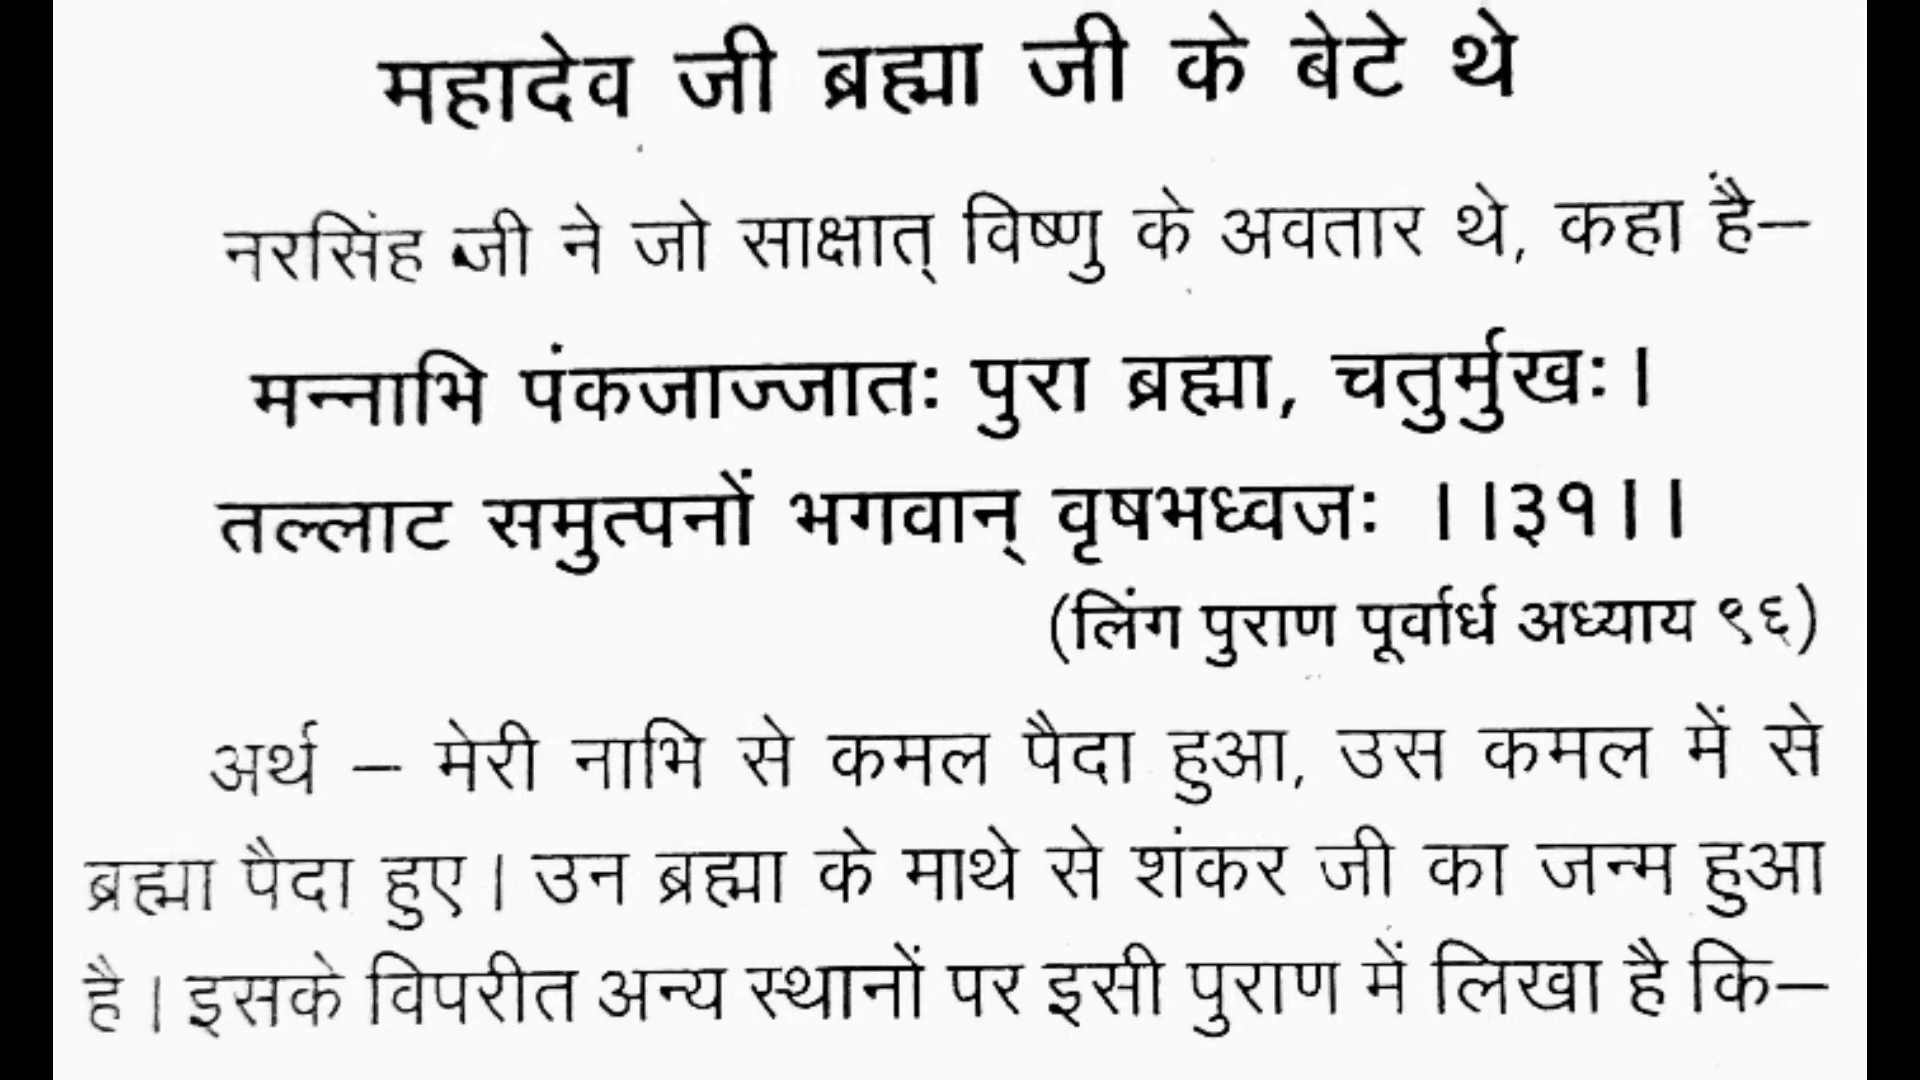 महादेव जी ब्रह्मा जी के बेटे थे
नरसिंह जी ने जो साक्षात् विष्णु के अवतार थे, कहा हैं–
मन्नाभि पंकजाज्जातः पुरा ब्रह्मा, चतुर्मुखः।
तल्लाट समुत्पनों भगवान् वृषभध्वजः ।।३१।।
(लिंग पुराण पूर्वार्ध अध्याय ९६)
अर्थ – मेरी नाभि से कमल पैदा हुआ, उस कमल में से
ब्रह्मा पैदा हुए। उन ब्रह्मा के माथे से शंकर जी का जन्म हुआ
है। इसके विपरीत अन्य स्थानों पर इसी पुराण में लिखा है कि–